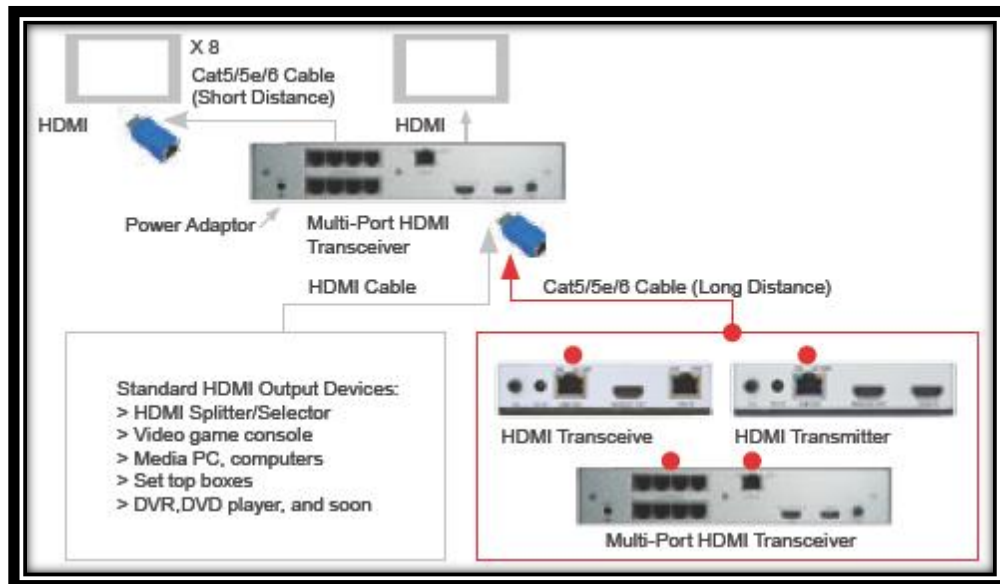 X 8
Cat5/5e/6 Cable
(Short Distance)
HDMI
HDMI
Power Adaptor
Multi-Port HDMI
Transceiver
HDMI Cable
Cat5/5e/6 Cable (Long Distance)
Standard HDMI Output Devices:
> HDMI Splitter/Selector
> Video game console
> Media PC, computers
> Set top boxes
> DVR,DVD player, and soon
HDMI Transceive
HDMI Transmitter
Multi-Port HDMI Transceiver